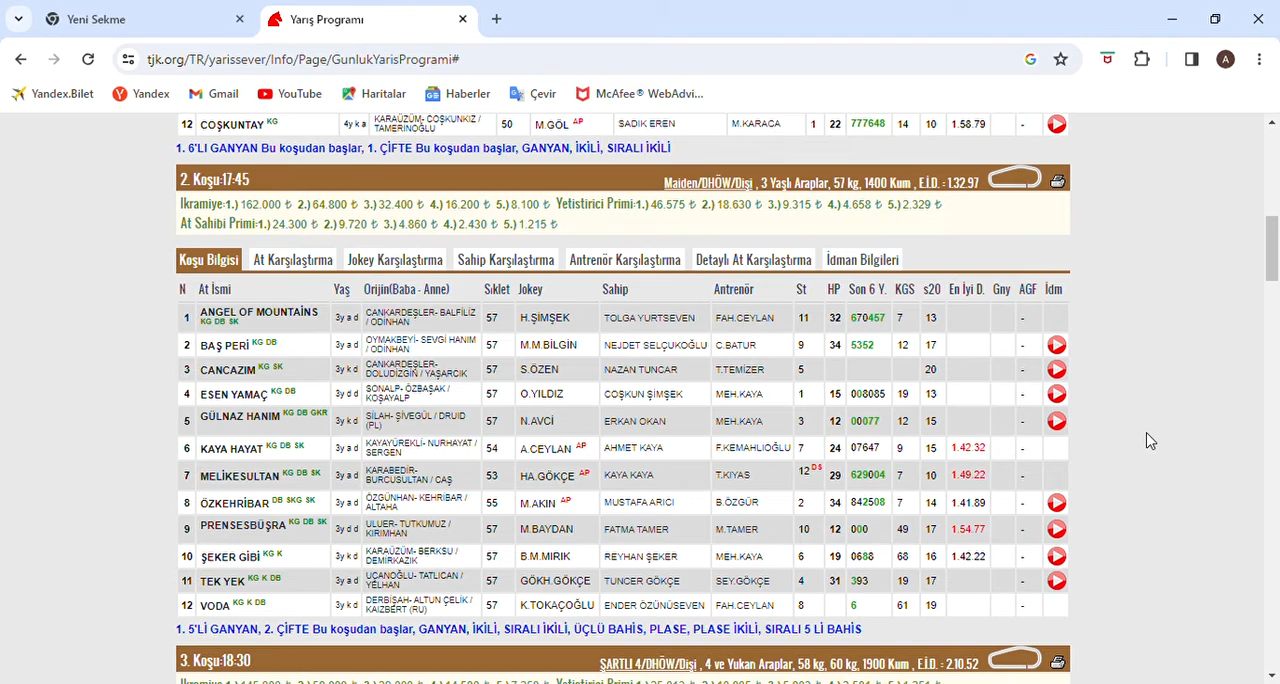 Yeni Sekme
Yarış Programı
tjk.org/TR/yarissever/Info/Page/GunlukYarisProgrami#
Yandex.Bilet Yandex Gmail YouTube Haritalar Haberler Çevir McAfee® WebAdvi...
12 COŞKUNTAY KG 4y k a KARAÜZÜM- COŞKUNKIZ / TAMERİNOĞLU 50 M.GÖL AP SADIK EREN M.KARACA 1 22 777648 14 10 1.58.79 -
1. 6'LI GANYAN Bu koşudan başlar, 1. ÇİFTE Bu koşudan başlar, GANYAN, İKİLİ, SIRALI İKİLİ
2. Koşu:17:45 Maiden/DHÖW/Dişi , 3 Yaşlı Araplar, 57 kg, 1400 Kum , E.İ.D. : 1.32.97
Ikramiye:1.) 162.000 ₺ 2.) 64.800 ₺ 3.) 32.400 ₺ 4.) 16.200 ₺ 5.) 8.100 ₺ Yetistirici Primi:1.) 46.575 ₺ 2.) 18.630 ₺ 3.) 9.315 ₺ 4.) 4.658 ₺ 5.) 2.329 ₺
At Sahibi Primi:1.) 24.300 ₺ 2.) 9.720 ₺ 3.) 4.860 ₺ 4.) 2.430 ₺ 5.) 1.215 ₺
Koşu Bilgisi At Karşılaştırma Jokey Karşılaştırma Sahip Karşılaştırma Antrenör Karşılaştırma Detaylı At Karşılaştırma İdman Bilgileri
N At İsmi Yaş Orijin(Baba - Anne) Sıklet Jokey Sahip Antrenör St HP Son 6 Y. KGS s20 En İyi D. Gny AGF İdm
1 ANGEL OF MOUNTAİNS KG DB SK 3y a d CANKARDEŞLER- BALFİLİZ / ODİNHAN 57 H.ŞİMŞEK TOLGA YURTSEVEN FAH.CEYLAN 11 32 670457 7 13 -
2 BAŞ PERİ KG DB 3y a d OYMAKBEYİ- SEVGİ HANIM / ODİNHAN 57 M.M.BİLGİN NEJDET SELÇUKOĞLU C.BATUR 9 34 5352 12 17 -
3 CANCAZIM KG SK 3y k d CANKARDEŞLER- DOLUDİZGİN / YAŞARCIK 57 S.ÖZEN NAZAN TUNCAR T.TEMİZER 5 20 -
4 ESEN YAMAÇ KG DB 3y d d SONALP- ÖZBAŞAK / KOŞAYALP 57 O.YILDIZ COŞKUN ŞİMŞEK MEH.KAYA 1 15 008085 19 13 -
5 GÜLNAZ HANIM KG DB GKR 3y k d SİLAH- ŞİVEGÜL / DRUID (PL) 57 N.AVCİ ERKAN OKAN MEH.KAYA 3 12 00077 12 15 -
6 KAYA HAYAT KG DB SK 3y a d KAYAYÜREKLİ- NURHAYAT / SERGEN 54 A.CEYLAN AP AHMET KAYA F.KEMAHLIOĞLU 7 24 07647 9 15 1.42.32 -
7 MELİKESULTAN KG DB SK 3y a d KARABEDİR- BURCUSULTAN / CAŞ 53 HA.GÖKÇE AP KAYA KAYA T.KIYAS 12 DS 29 629004 7 10 1.49.22 -
8 ÖZKEHRİBAR DB SKG SK 3y a d ÖZGÜNHAN- KEHRİBAR / ALTAHA 55 M.AKIN AP MUSTAFA ARICI B.ÖZGÜR 2 34 842508 7 14 1.41.89 -
9 PRENSESBÜŞRA KG DB SK 3y d d ULUER- TUTKUMUZ / KIRIMHAN 57 M.BAYDAN FATMA TAMER M.TAMER 10 12 000 49 17 1.54.77 -
10 ŞEKER GİBİ KG K 3y k d KARAÜZÜM- BERKSU / DEMİRKAZIK 57 B.M.MIRIK REYHAN ŞEKER MEH.KAYA 6 19 0688 68 16 1.42.22 -
11 TEK YEK KG K DB 3y a d UÇANOĞLU- TATLICAN / YELHAN 57 GÖKH.GÖKÇE TUNCER GÖKÇE SEY.GÖKÇE 4 31 393 19 17 -
12 VODA KG K DB 3y k d DERBİŞAH- ALTUN ÇELİK / KAIZBERT (RU) 57 K.TOKAÇOĞLU ENDER ÖZÜNÜSEVEN FAH.CEYLAN 8 6 61 19 -
1. 5'Lİ GANYAN, 2. ÇİFTE Bu koşudan başlar, GANYAN, İKİLİ, SIRALI İKİLİ, ÜÇLÜ BAHİS, PLASE, PLASE İKİLİ, SIRALI 5 Lİ BAHİS
3. Koşu:18:30 ŞARTLI 4/DHÖW/Dişi , 4 ve Yukarı Araplar, 58 kg, 60 kg, 1900 Kum , E.İ.D. : 2.10.52